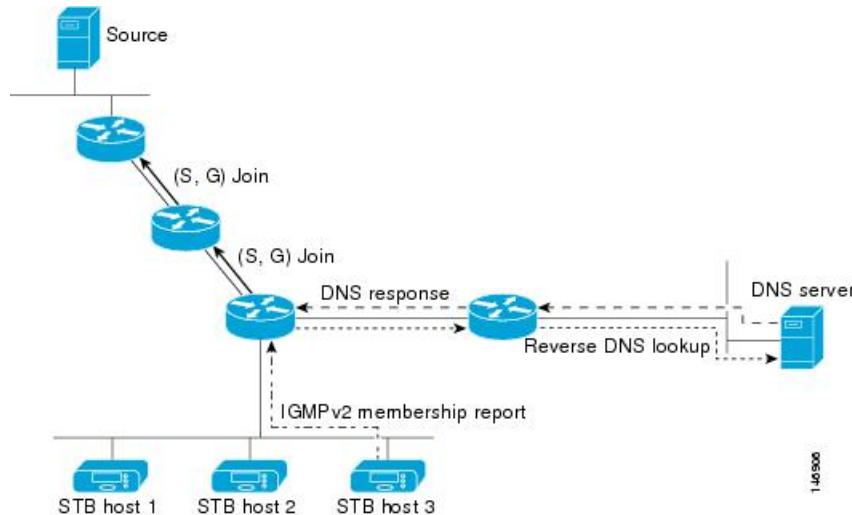 Source
(S, G) Join
(S, G) Join
DNS response
DNS server
Reverse DNS lookup
IGMPv2 membership report
STB host 1
STB host 2
STB host 3
146906